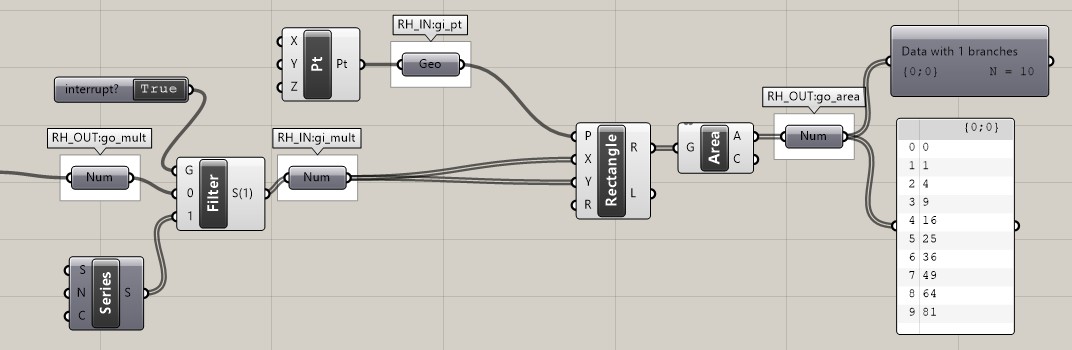 RH_IN:gi_pt
X
Y
Z
Pt
Pt
Geo
interrupt?
True
RH_OUT:go_mult
Num
G
0
1
Filter
S(1)
RH_IN:gi_mult
Num
S
N
C
Series
S
P
X
Y
R
Rectangle
R
L
G
Area
A
C
RH_OUT:go_area
Num
Data with 1 branches
{0;0} N = 10
{0;0}
0 0
1 1
2 4
3 9
4 16
5 25
6 36
7 49
8 64
9 81